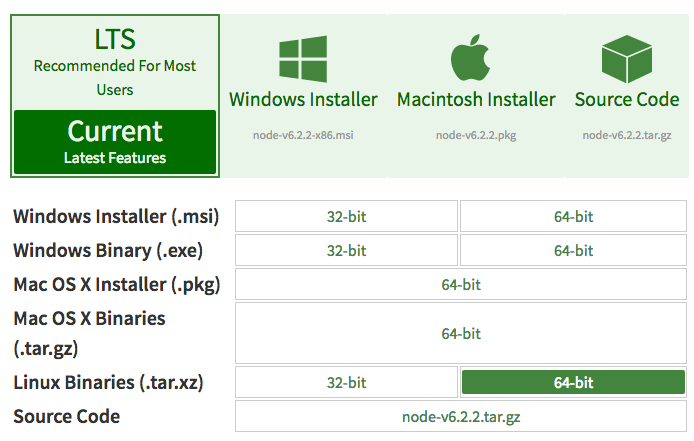 LTS
Recommended For Most
Users
Current
Latest Features
Windows Installer
node-v6.2.2-x86.msi
Macintosh Installer
node-v6.2.2.pkg
Source Code
node-v6.2.2.tar.gz
Windows Installer (.msi) 32-bit 64-bit
Windows Binary (.exe) 32-bit 64-bit
Mac OS X Installer (.pkg) 64-bit
Mac OS X Binaries
(.tar.gz) 64-bit
Linux Binaries (.tar.xz) 32-bit 64-bit
Source Code node-v6.2.2.tar.gz